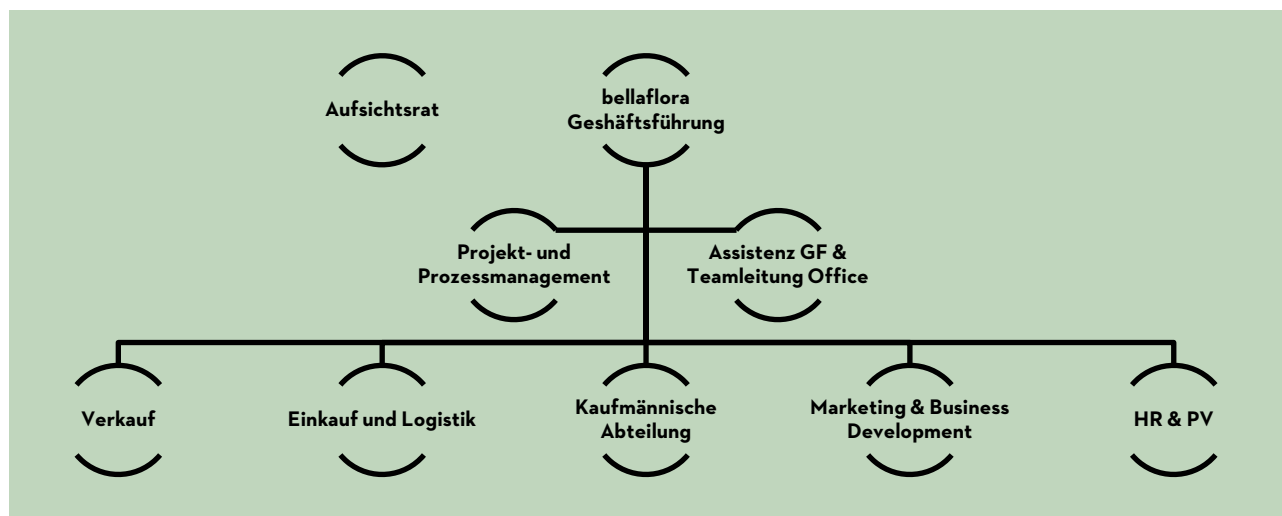 Aufsichtsrat
bellaflora
Geshäftsführung
Projekt- und
Prozessmanagement
Assistenz GF &
Teamleitung Office
Verkauf
Einkauf und Logistik
Kaufmännische
Abteilung
Marketing & Business
Development
HR & PV